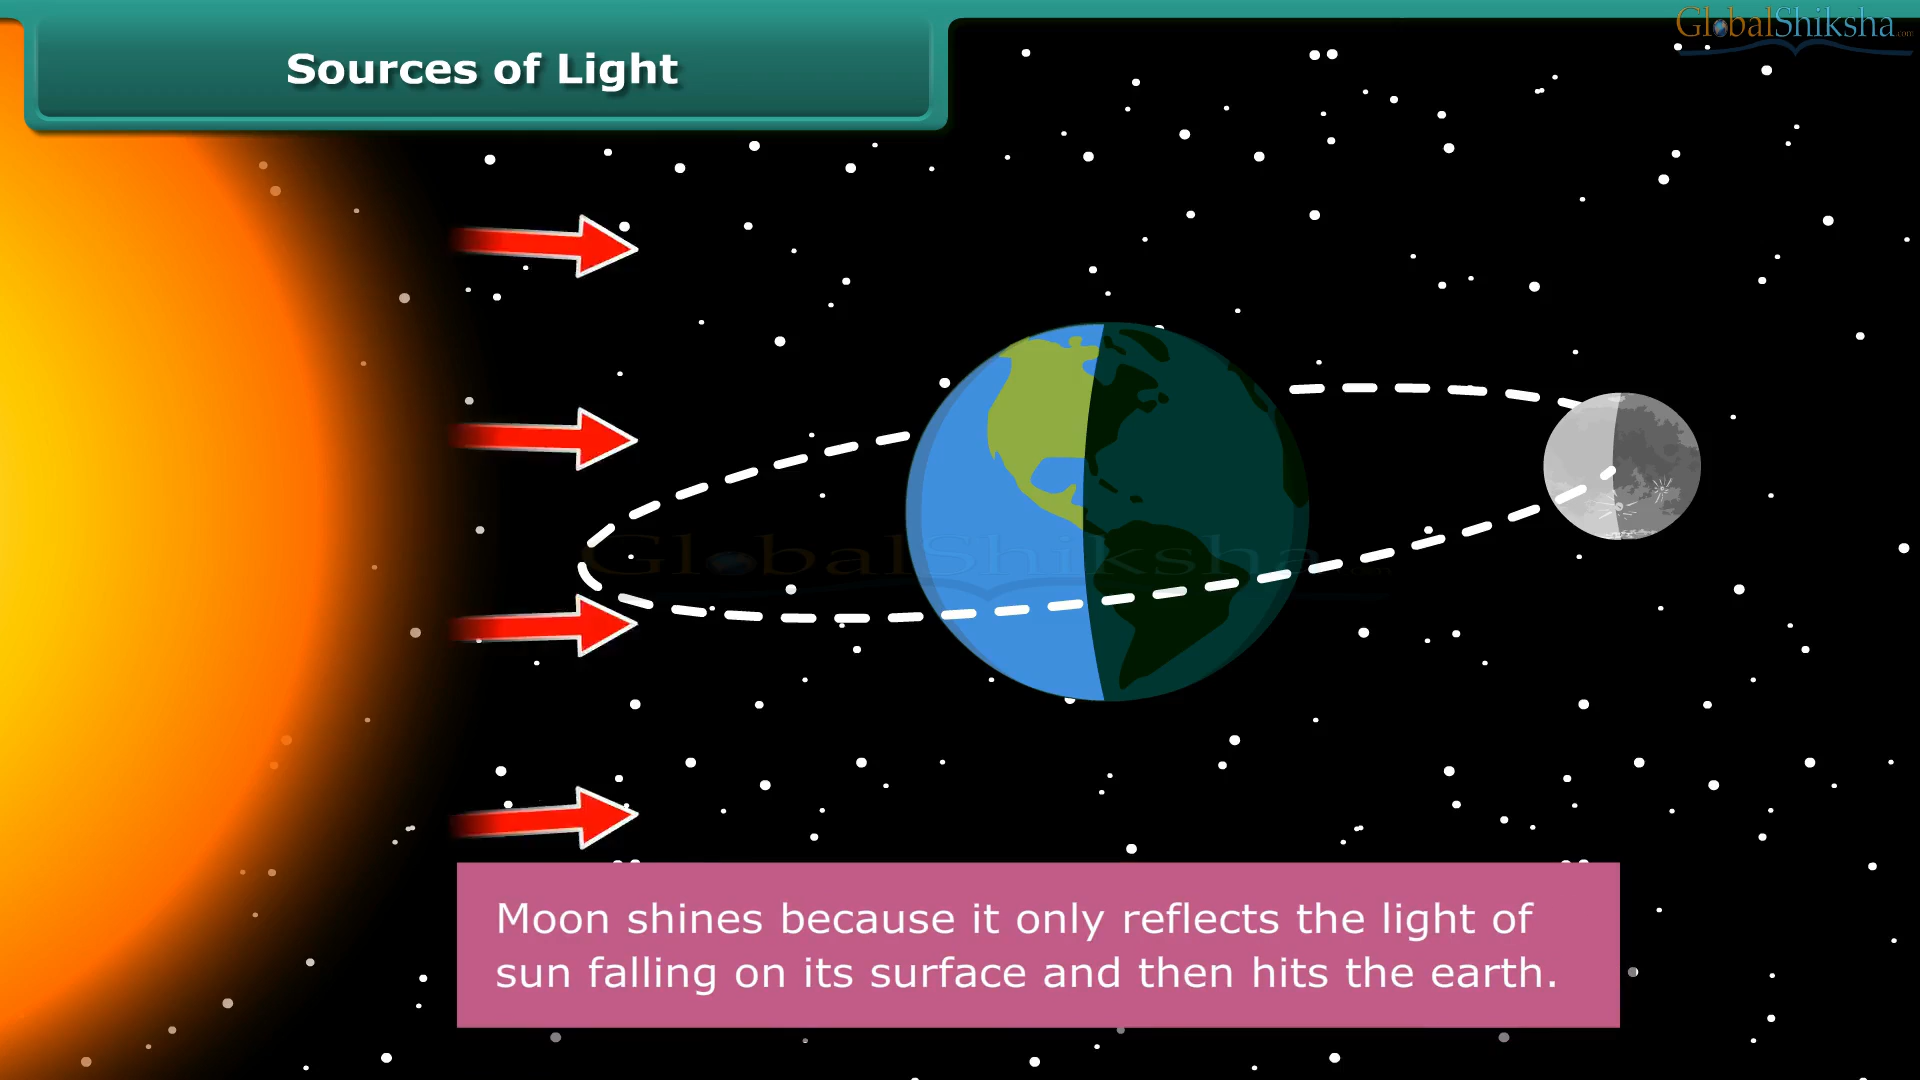 Sources of Light
GlobalShiksha.com
GlobalShiksha
Moon shines because it only reflects the light of
sun falling on its surface and then hits the earth.